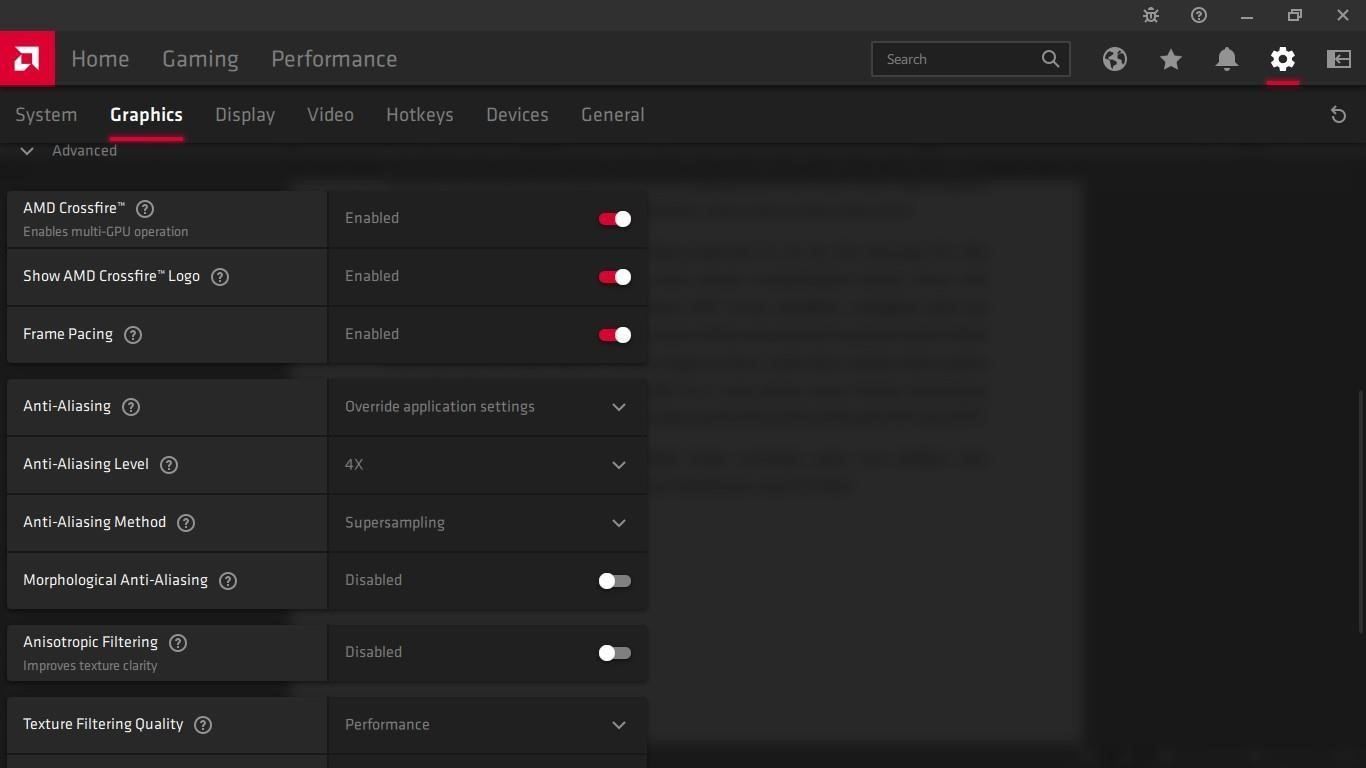 Home Gaming Performance Search
System Graphics Display Video Hotkeys Devices General
Advanced
AMD Crossfire™ Enabled
Enables multi-GPU operation
Show AMD Crossfire™ Logo Enabled
Frame Pacing Enabled
Anti-Aliasing Override application settings
Anti-Aliasing Level 4X
Anti-Aliasing Method Supersampling
Morphological Anti-Aliasing Disabled
Anisotropic Filtering Disabled
Improves texture clarity
Texture Filtering Quality Performance